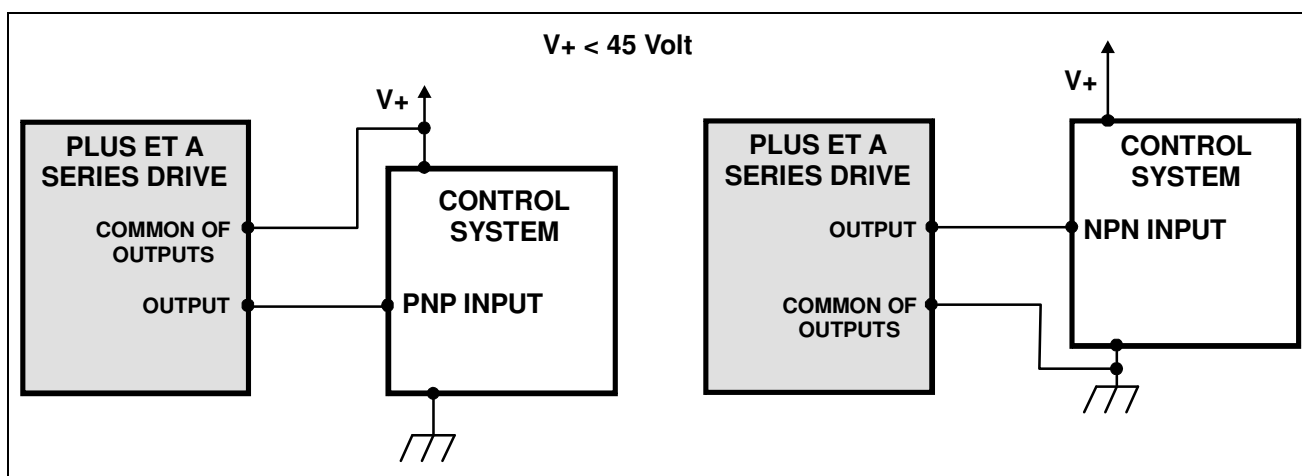 V+ < 45 Volt
V+
PLUS ET A
SERIES DRIVE
COMMON OF
OUTPUTS
OUTPUT
CONTROL
SYSTEM
PNP INPUT
V+
PLUS ET A
SERIES DRIVE
OUTPUT
COMMON OF
OUTPUTS
CONTROL
SYSTEM
NPN INPUT